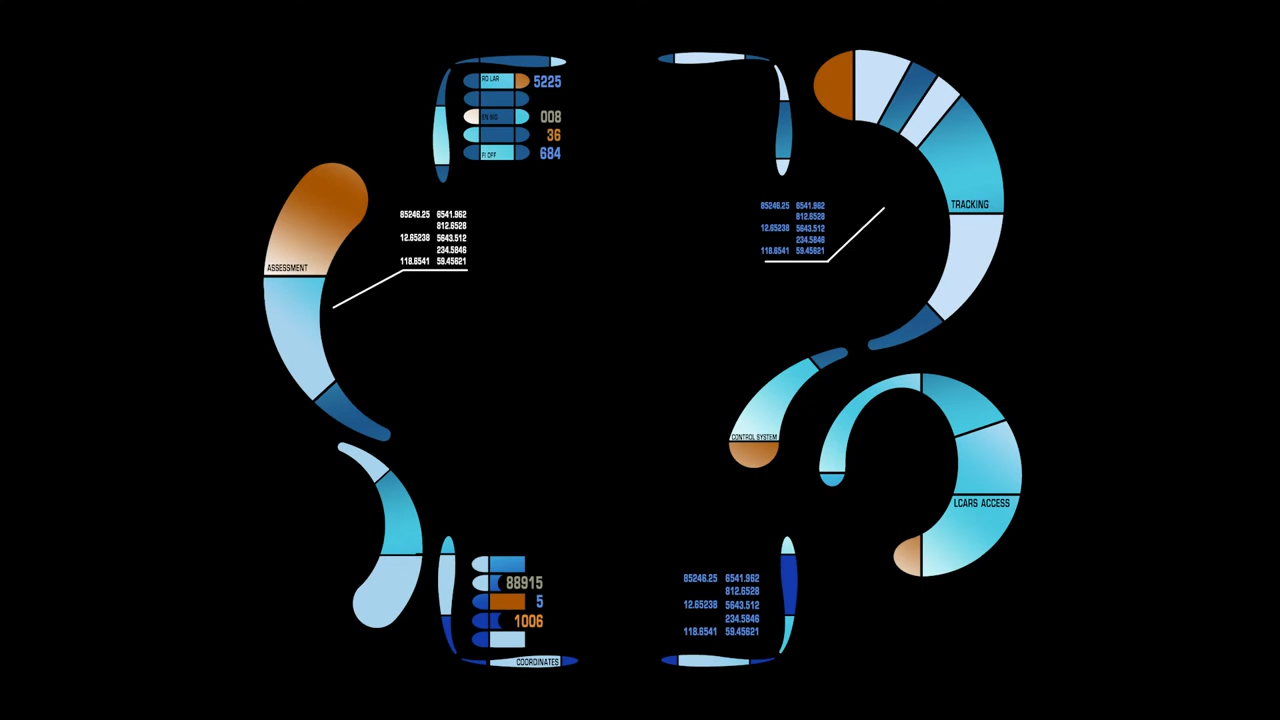 RO LAR 5225
EN SIG 008
36
FI OFF 684
ASSESSMENT
85246.25 6541.962
812.6528
12.65238 5643.512
234.5846
118.6541 59.45621
85246.25 6541.962
812.6528
12.65238 5643.512
234.5846
118.6541 59.45621
TRACKING
CONTROL SYSTEM
LCARS ACCESS
88915
5
1006
COORDINATES
85246.25 6541.962
812.6528
12.65238 5643.512
234.5846
118.6541 59.45621